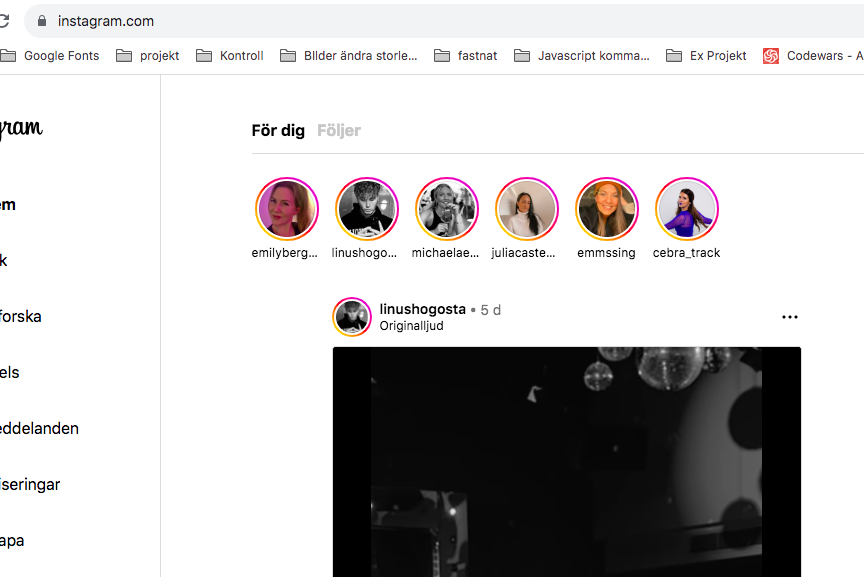 instagram.com
Google Fonts projekt Kontroll BIlder ändra storle... fastnat Javascript komma... Ex Projekt Codewars - A
gram
För dig Följer
em
k
forska
els
eddelanden
iseringar
apa
emilyberg... linushogo... michaelae... juliacaste... emmssing cebra_track
linushogosta • 5 d
Originalljud